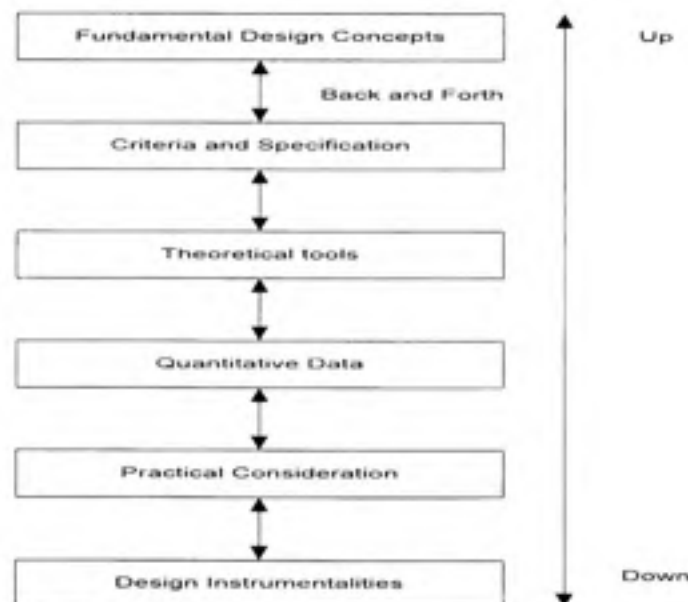 Fundamental Design Concepts
Up
Back and Forth
Criteria and Specification
Theoretical tools
Quantitative Data
Practical Consideration
Design Instrumentalities
Down